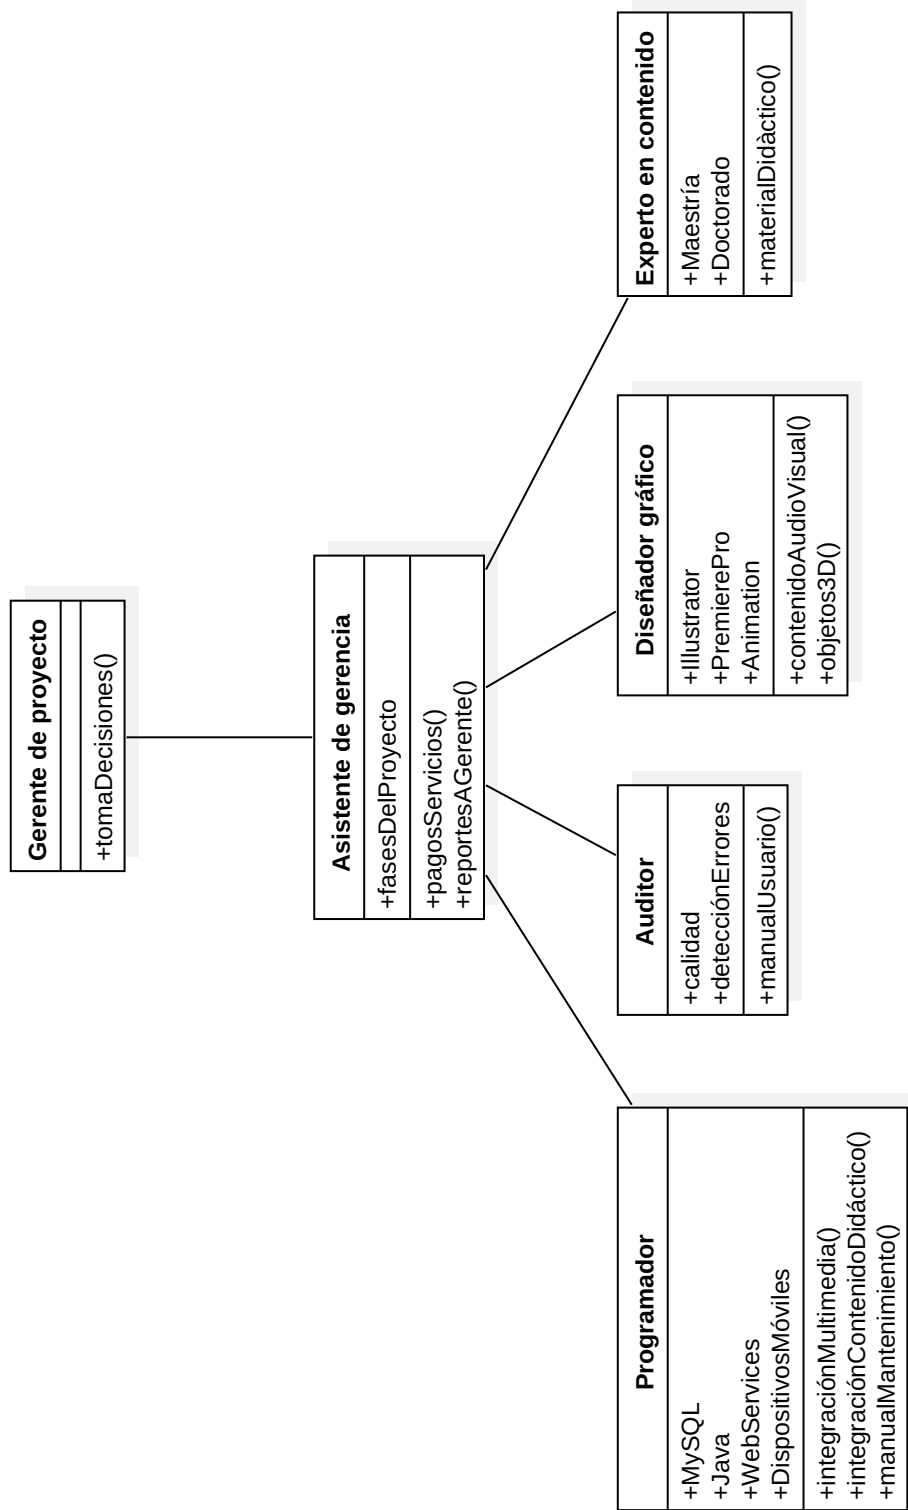 Gerente de proyecto
+tomaDecisiones()
Asistente de gerencia
+fasesDelProyecto
+pagosServicios()
+reportesAGerente()
Programador
+MySQL
+Java
+WebServices
+DispositivosMóviles
+integraciónMultimedia()
+integraciónContenidoDidáctico()
+manualMantenimiento()
Auditor
+calidad
+detecciónErrores
+manualUsuario()
Diseñador gráfico
+Illustrator
+PremierePro
+Animation
+contenidoAudioVisual()
+objetos3D()
Experto en contenido
+Maestría
+Doctorado
+materialDidàctico()